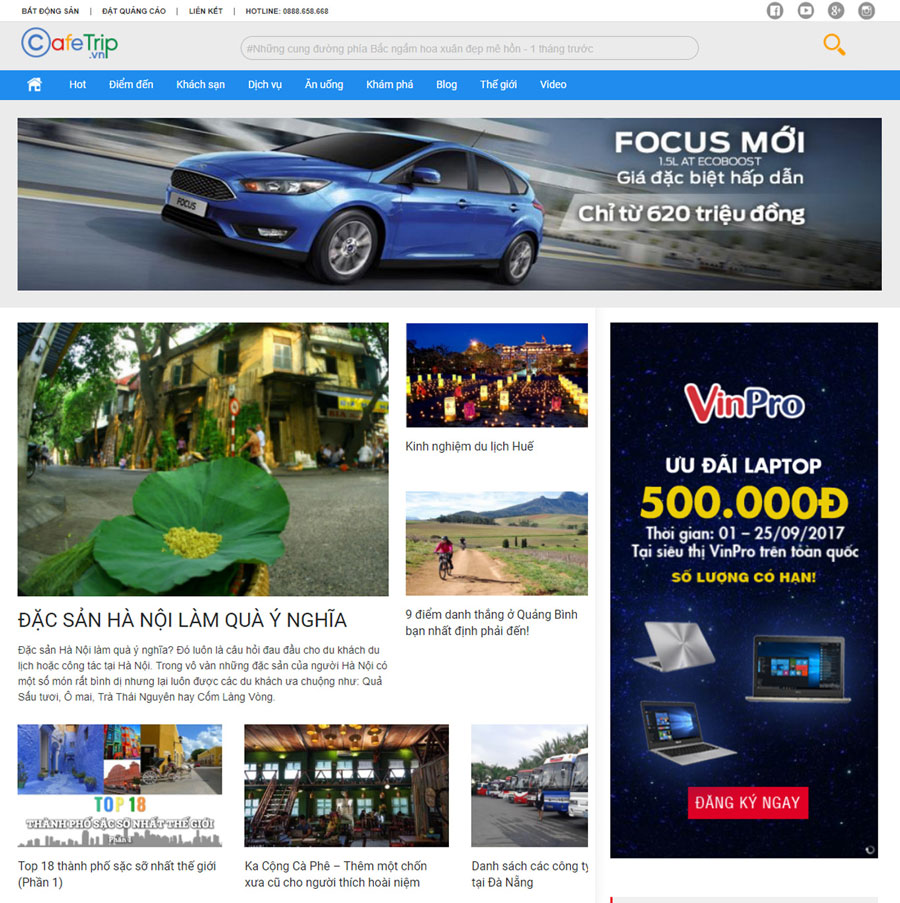 BẤT ĐỘNG SẢN | ĐẶT QUẢNG CÁO | LIÊN KẾT | HOTLINE: 0888.658.668
CafeTrip
.vn
#Những cung đường phía Bắc ngắm hoa xuân đẹp mê hồn - 1 tháng trước
Hot Điểm đến Khách sạn Dịch vụ Ăn uống Khám phá Blog Thế giới Video
FOCUS MỚI
1.5L AT ECOBOOST
Giá đặc biệt hấp dẫn
Chỉ từ 620 triệu đồng
FOCUS
VinPro
ƯU ĐÃI LAPTOP
500.000Đ
Thời gian: 01 – 25/09/2017
Tại siêu thị VinPro trên toàn quốc
SỐ LƯỢNG CÓ HẠN!
ĐĂNG KÝ NGAY
Kinh nghiệm du lịch Huế
9 điểm danh thắng ở Quảng Bình
bạn nhất định phải đến!
ĐẶC SẢN HÀ NỘI LÀM QUÀ Ý NGHĨA
Đặc sản Hà Nội làm quà ý nghĩa? Đó luôn là câu hỏi đau đầu cho du khách du
lịch hoặc công tác tại Hà Nội. Trong vô vàn những đặc sản của người Hà Nội có
một số món rất bình dị nhưng lại luôn được các du khách ưa chuộng như: Quả
Sấu tươi, Ô mai, Trà Thái Nguyên hay Cốm Làng Vòng.
TOP 18
THÀNH PHỐ SẶC SỠ NHẤT THẾ GIỚI
Phần 1
Top 18 thành phố sặc sỡ nhất thế giới
(Phần 1)
Ka Cộng Cà Phê – Thêm một chốn
xưa cũ cho người thích hoài niệm
Danh sách các công ty
tại Đà Nẵng